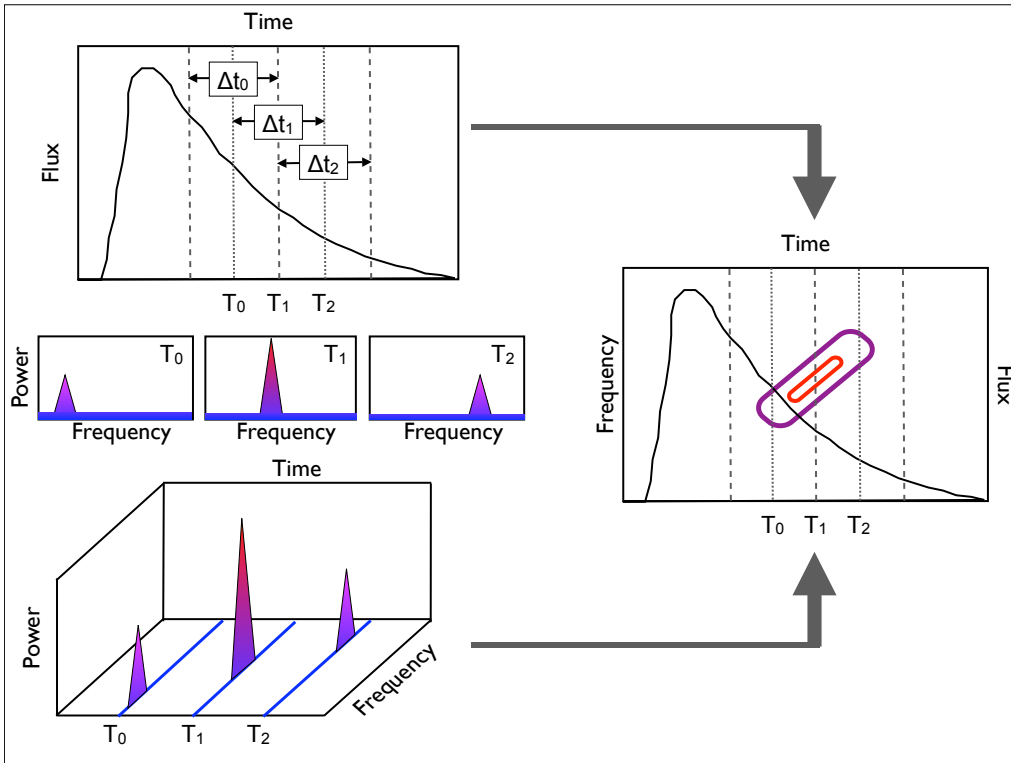 Time
Flux
Δt0
Δt1
Δt2
T0 T1 T2
Power
T0
T1
T2
Frequency
Frequency
Frequency
Time
Power
Frequency
T0
T1
T2
Time
Frequency
Flux
T0 T1 T2